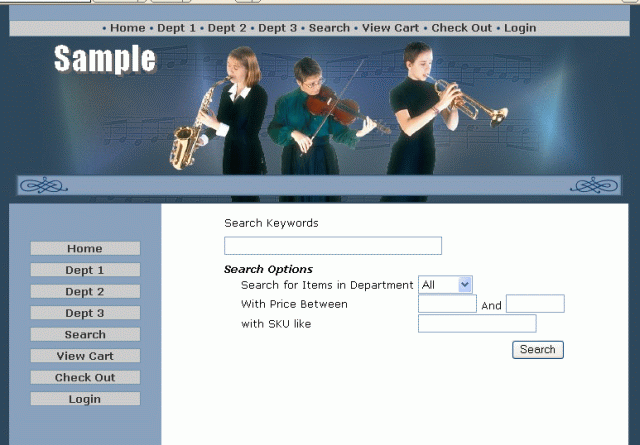 • Home • Dept 1 • Dept 2 • Dept 3 • Search • View Cart • Check Out • Login
Sample
Home
Dept 1
Dept 2
Dept 3
Search
View Cart
Check Out
Login
Search Keywords
Search Options
Search for Items in Department All
With Price Between And
with SKU like
Search